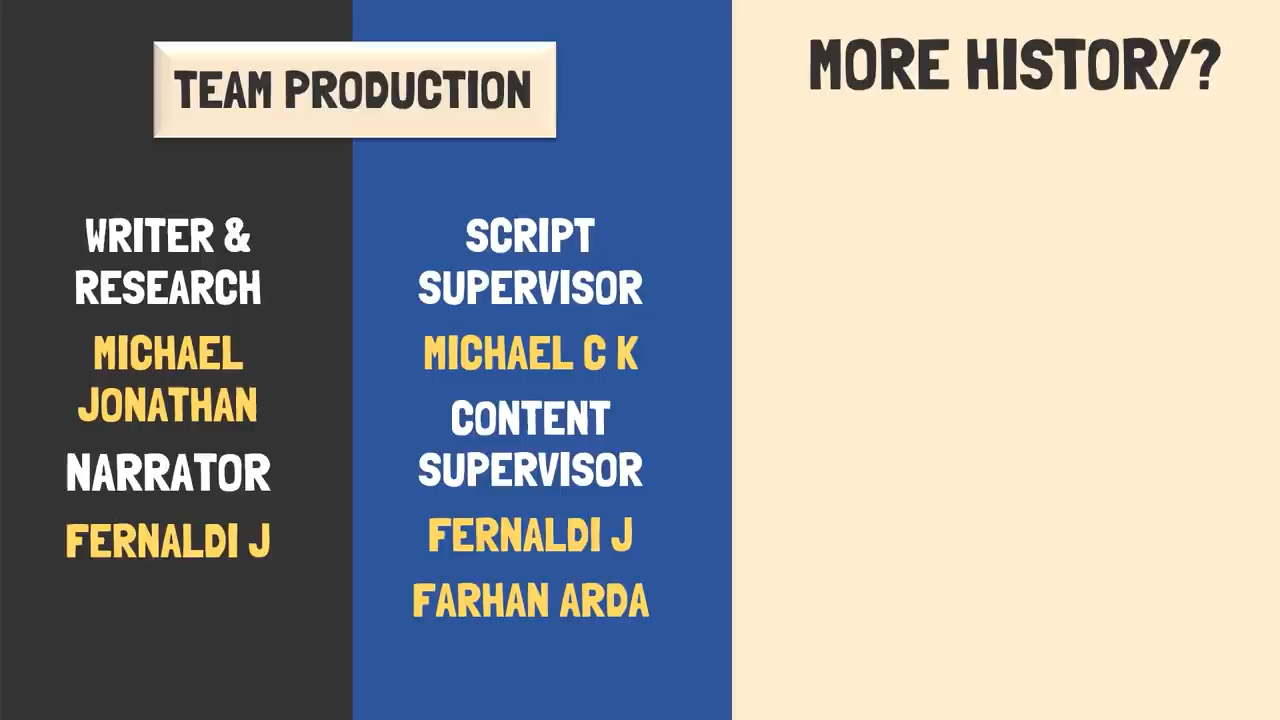 TEAM PRODUCTION
WRITER &
RESEARCH
MICHAEL
JONATHAN
NARRATOR
FERNALDI J
SCRIPT
SUPERVISOR
MICHAEL C K
CONTENT
SUPERVISOR
FERNALDI J
FARHAN ARDA
MORE HISTORY?